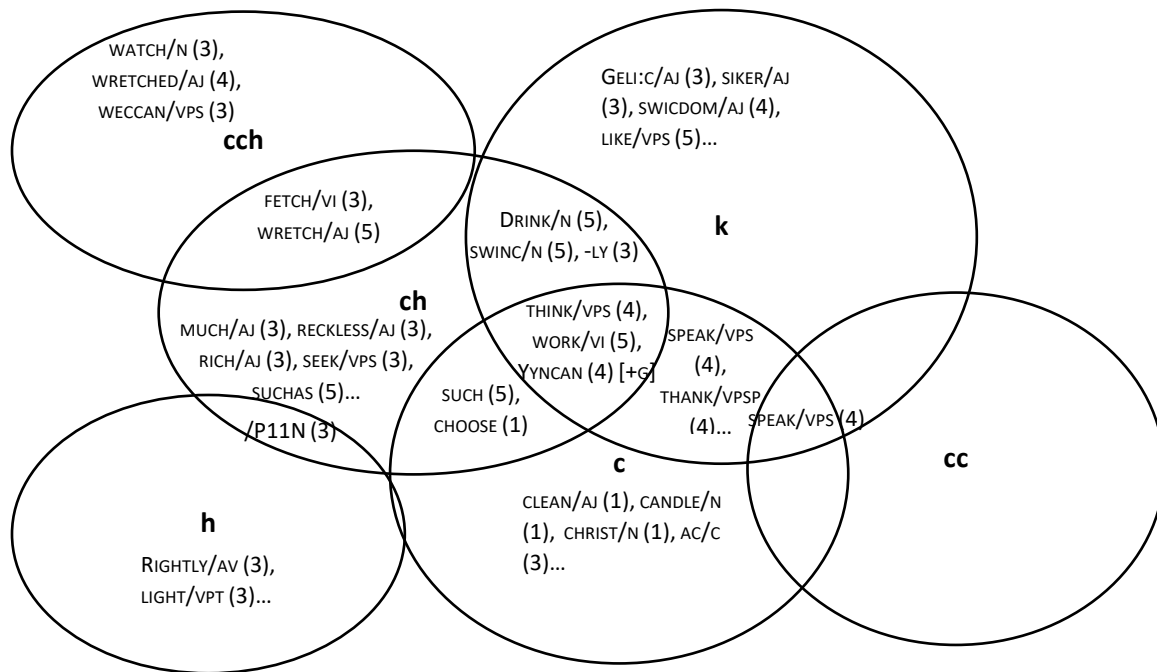 WATCH/N (3),
WRETCHED/AJ (4),
WECCAN/VPS (3)
cch
GELI:C/AJ (3), SIKER/AJ
(3), SWICDOM/AJ (4),
LIKE/VPS (5)...
k
FETCH/VI (3),
WRETCH/AJ (5)
DRINK/N (5),
SWINC/N (5), -LY (3)
ch
MUCH/AJ (3), RECKLESS/AJ (3),
RICH/AJ (3), SEEK/VPS (3),
SUCHAS (5)...
/P11N (3)
THINK/VPS (4),
WORK/VI (5),
YYNCAN (4) [+G]
SPEAK/VPS
(4),
THANK/VPSP
(4)...
SUCH (5),
CHOOSE (1)
SPEAK/VPS (4)
cc
c
CLEAN/AJ (1), CANDLE/N
(1), CHRIST/N (1), AC/C
(3)...
h
RIGHTLY/AV (3),
LIGHT/VPT (3)...